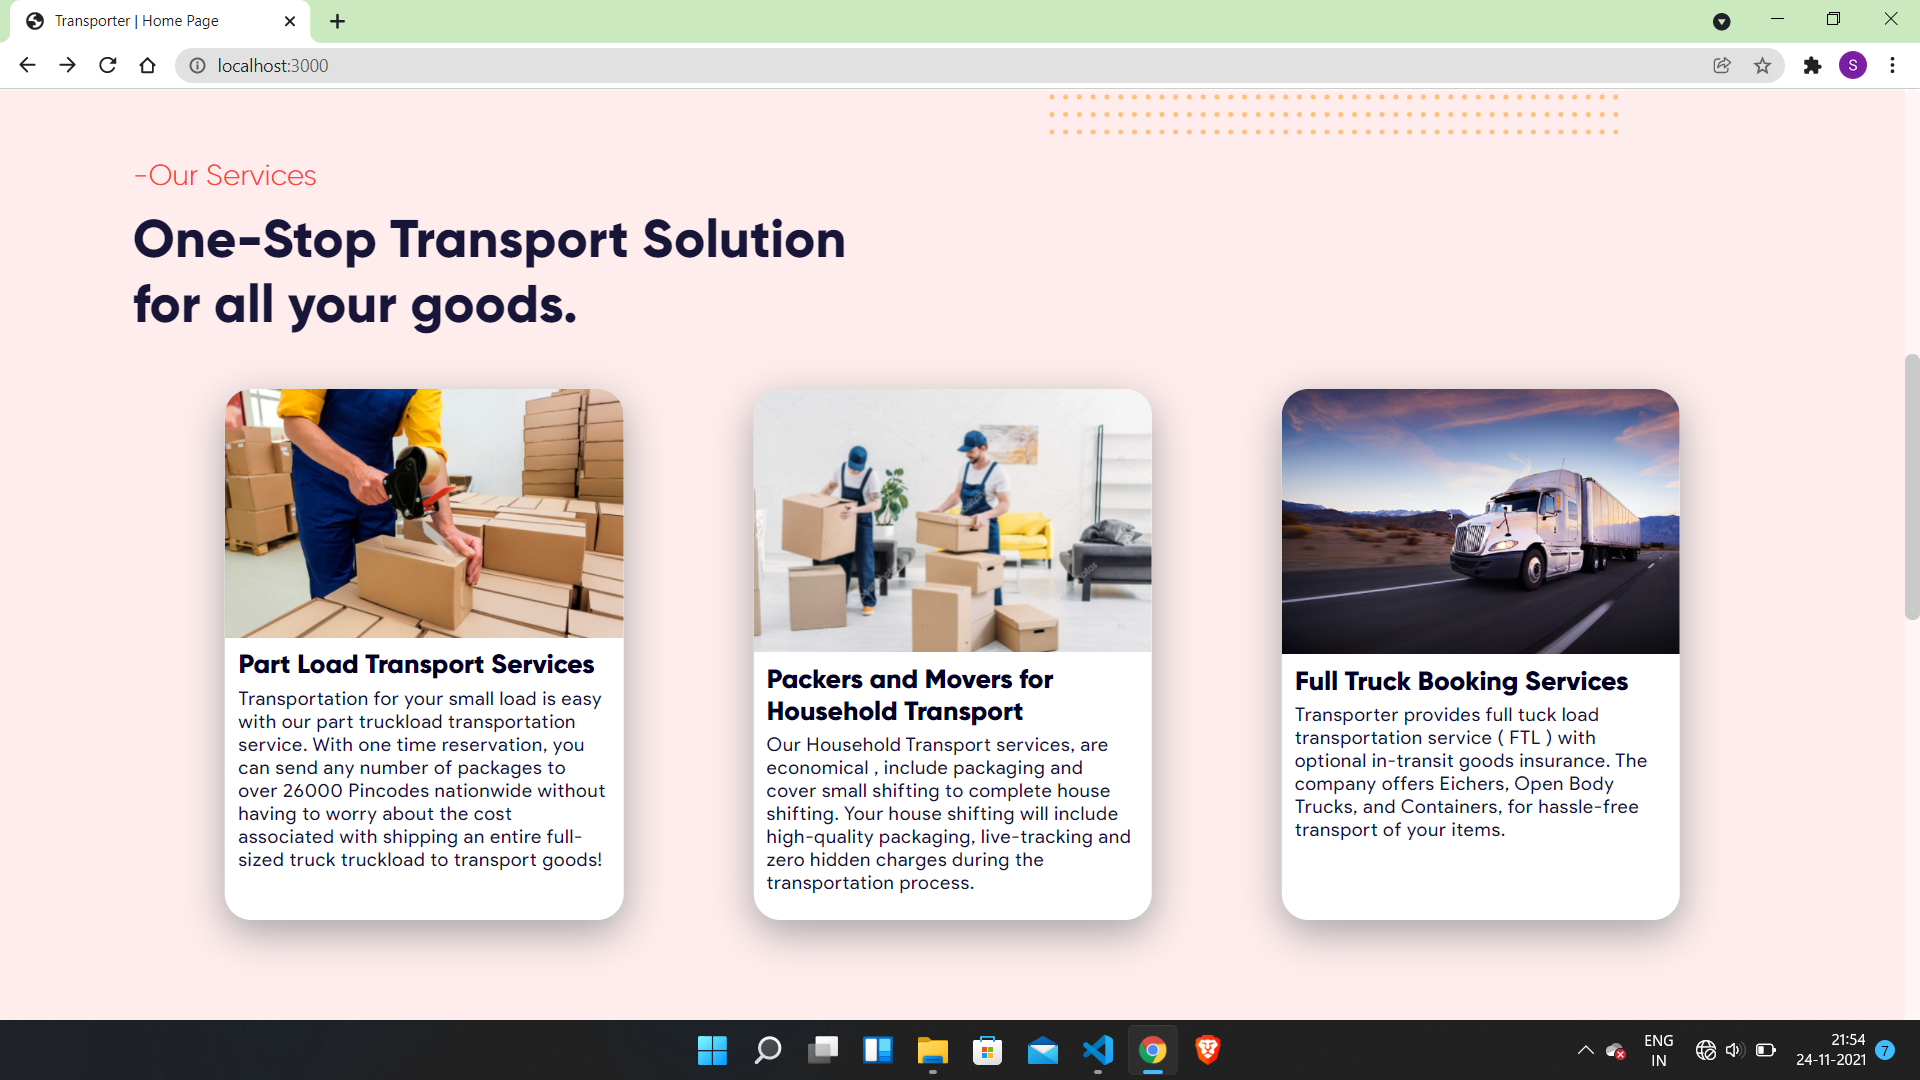 Transporter | Home Page
localhost:3000
S
-Our Services
One-Stop Transport Solution
for all your goods.
Part Load Transport Services
Transportation for your small load is easy
with our part truckload transportation
service. With one time reservation, you
can send any number of packages to
over 26000 Pincodes nationwide without
having to worry about the cost
associated with shipping an entire full-
sized truck truckload to transport goods!
Packers and Movers for
Household Transport
Our Household Transport services, are
economical , include packaging and
cover small shifting to complete house
shifting. Your house shifting will include
high-quality packaging, live-tracking and
zero hidden charges during the
transportation process.
Full Truck Booking Services
Transporter provides full tuck load
transportation service ( FTL ) with
optional in-transit goods insurance. The
company offers Eichers, Open Body
Trucks, and Containers, for hassle-free
transport of your items.
ENG
IN
21:54
24-11-2021
7